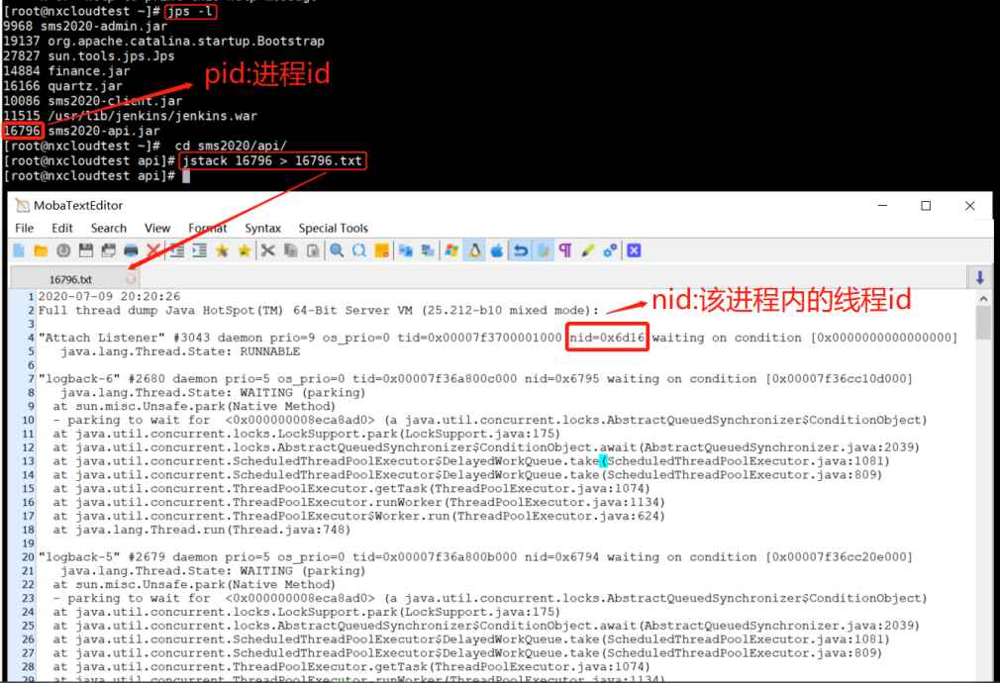 [root@nxcloudtest ~]# jps -l
9968 sms2020-admin.jar
19137 org.apache.catalina.startup.Bootstrap
27827 sun.tools.jps.Jps
14884 finance.jar
16166 quartz.jar
10086 sms2020-client.jar
11515 /usr/lib/jenkins/jenkins.war
16796 sms2020-api.jar
pid:进程id
[root@nxcloudtest ~]#  cd sms2020/api/
[root@nxcloudtest api]# jstack 16796 > 16796.txt
[root@nxcloudtest api]#
MobaTextEditor
File Edit Search View Format Syntax Special Tools
16796.txt
nid:该进程内的线程id
1 2020-07-09 20:20:26
2 Full thread dump Java HotSpot(TM) 64-Bit Server VM (25.212-b10 mixed mode):
3
4 "Attach Listener" #3043 daemon prio=9 os_prio=0 tid=0x00007f3700001000 nid=0x6d16 waiting on condition [0x0000000000000000]
5 java.lang.Thread.State: RUNNABLE
6
7 "logback-6" #2680 daemon prio=5 os_prio=0 tid=0x00007f36a800c000 nid=0x6795 waiting on condition [0x00007f36cc10d000]
8 java.lang.Thread.State: WAITING (parking)
9 at sun.misc.Unsafe.park(Native Method)
10 - parking to wait for <0x000000008eca8ad0> (a java.util.concurrent.locks.AbstractQueuedSynchronizer$ConditionObject)
11 at java.util.concurrent.locks.LockSupport.park(LockSupport.java:175)
12 at java.util.concurrent.locks.AbstractQueuedSynchronizer$ConditionObject.await(AbstractQueuedSynchronizer.java:2039)
13 at java.util.concurrent.ScheduledThreadPoolExecutor$DelayedWorkQueue.take(ScheduledThreadPoolExecutor.java:1081)
14 at java.util.concurrent.ScheduledThreadPoolExecutor$DelayedWorkQueue.take(ScheduledThreadPoolExecutor.java:809)
15 at java.util.concurrent.ThreadPoolExecutor.getTask(ThreadPoolExecutor.java:1074)
16 at java.util.concurrent.ThreadPoolExecutor.runWorker(ThreadPoolExecutor.java:1134)
17 at java.util.concurrent.ThreadPoolExecutor$Worker.run(ThreadPoolExecutor.java:624)
18 at java.lang.Thread.run(Thread.java:748)
19
20 "logback-5" #2679 daemon prio=5 os_prio=0 tid=0x00007f36a800b000 nid=0x6794 waiting on condition [0x00007f36cc20e000]
21 java.lang.Thread.State: WAITING (parking)
22 at sun.misc.Unsafe.park(Native Method)
23 - parking to wait for <0x000000008eca8ad0> (a java.util.concurrent.locks.AbstractQueuedSynchronizer$ConditionObject)
24 at java.util.concurrent.locks.LockSupport.park(LockSupport.java:175)
25 at java.util.concurrent.locks.AbstractQueuedSynchronizer$ConditionObject.await(AbstractQueuedSynchronizer.java:2039)
26 at java.util.concurrent.ScheduledThreadPoolExecutor$DelayedWorkQueue.take(ScheduledThreadPoolExecutor.java:1081)
27 at java.util.concurrent.ScheduledThreadPoolExecutor$DelayedWorkQueue.take(ScheduledThreadPoolExecutor.java:809)
28 at java.util.concurrent.ThreadPoolExecutor.getTask(ThreadPoolExecutor.java:1074)
29 at java.util.concurrent.ThreadPoolExecutor.runWorker(ThreadPoolExecutor.java:1134)